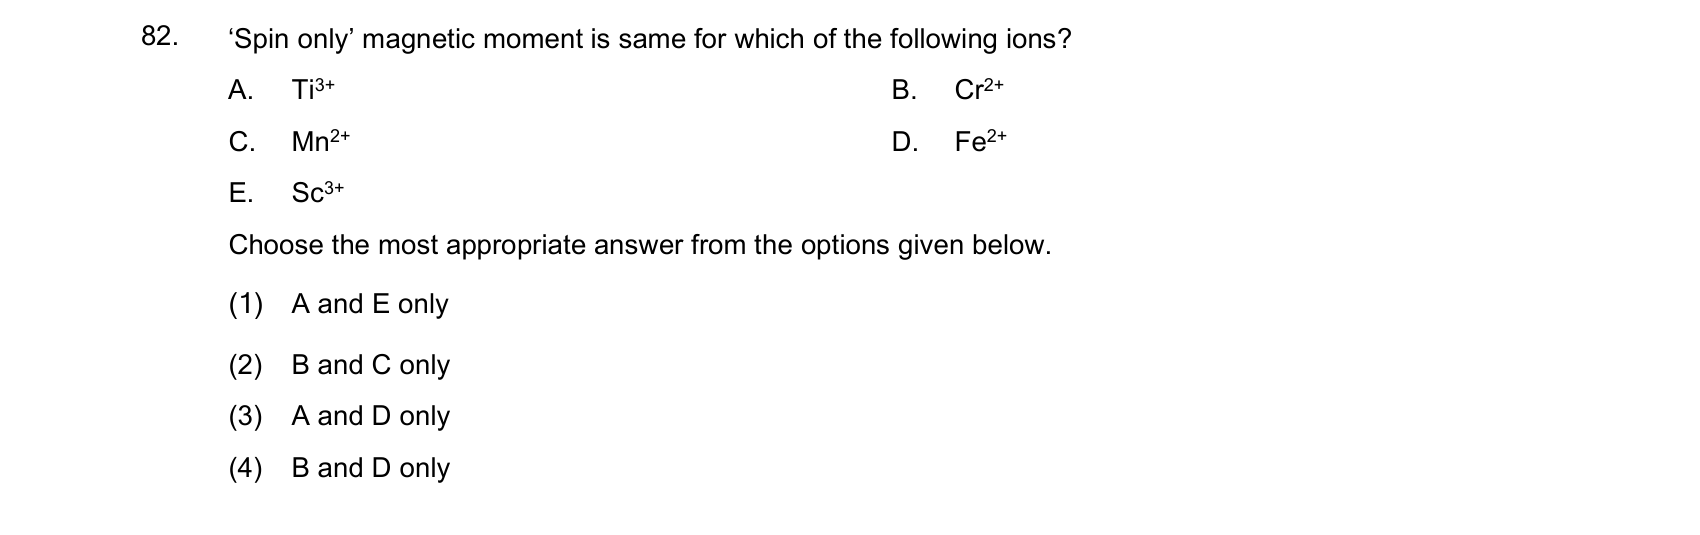 82. ‘Spin only’ magnetic moment is same for which of the following ions?
A. Ti³⁺ B. Cr²⁺
C. Mn²⁺ D. Fe²⁺
E. Sc³⁺
Choose the most appropriate answer from the options given below.
(1) A and E only
(2) B and C only
(3) A and D only
(4) B and D only